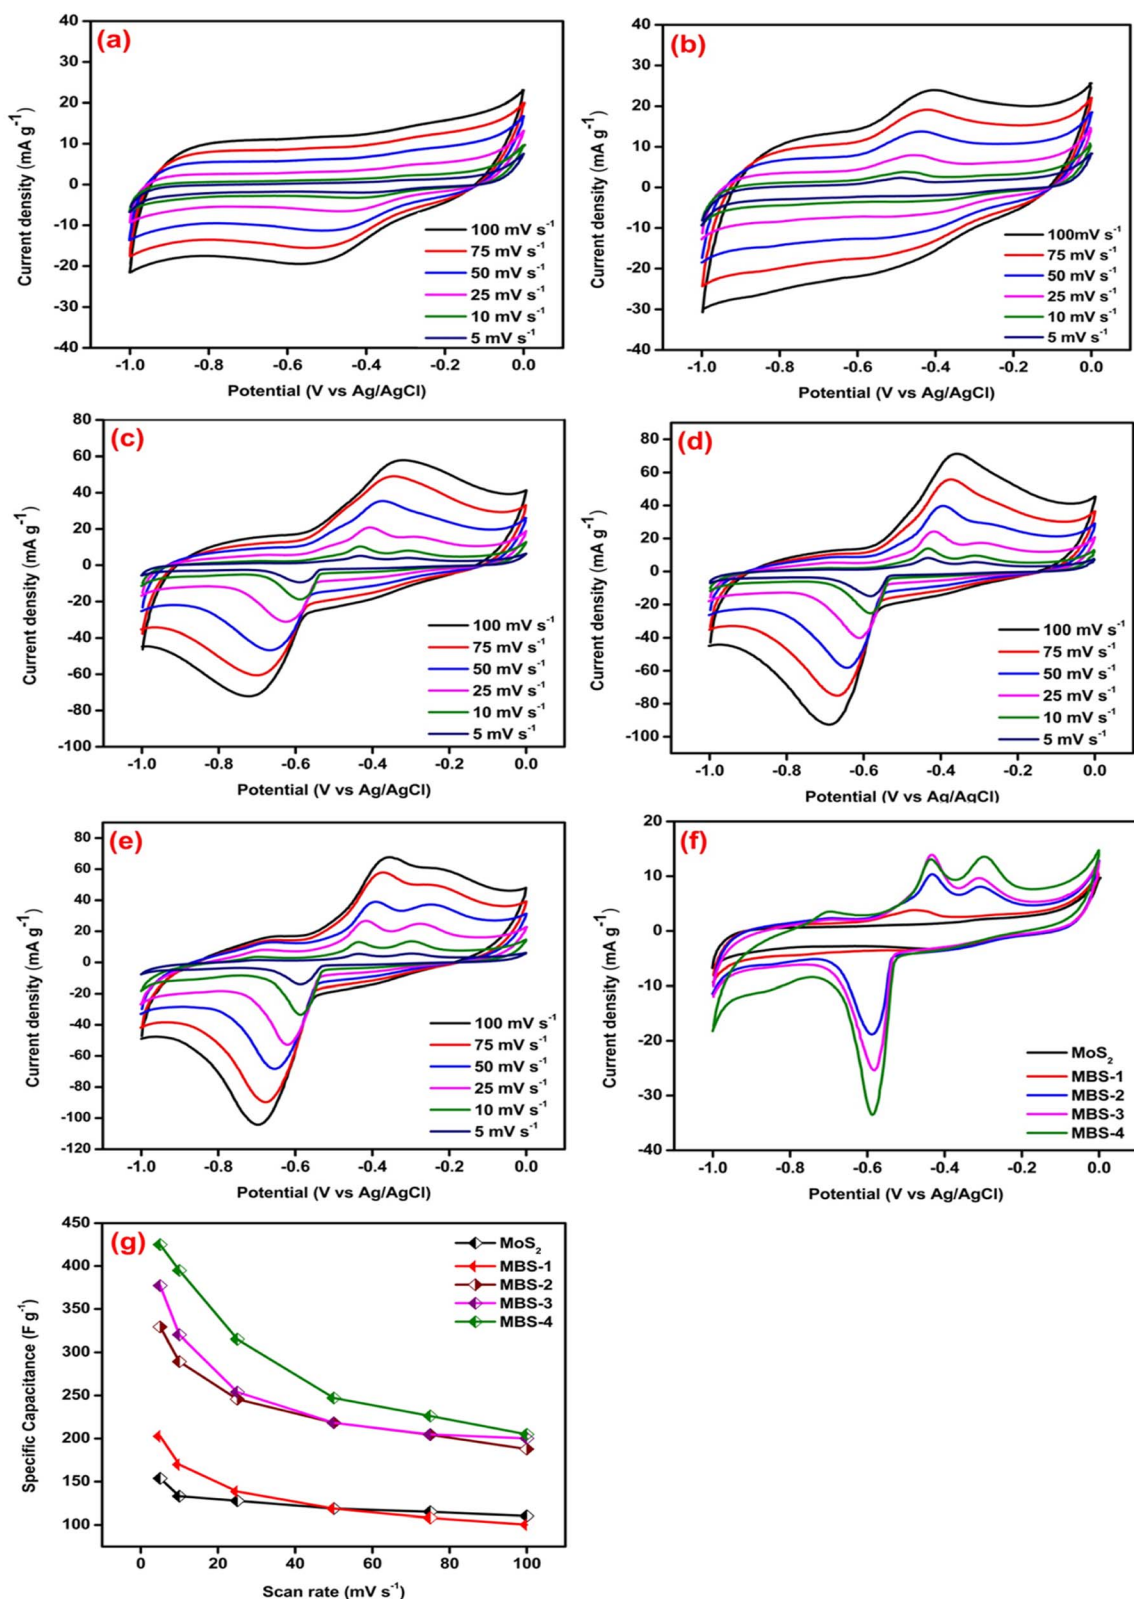 (a)
Current density (mA g⁻¹)
40
30
20
10
0
-10
-20
-30
-40
100 mV s⁻¹
75 mV s⁻¹
50 mV s⁻¹
25 mV s⁻¹
10 mV s⁻¹
5 mV s⁻¹
-1.0 -0.8 -0.6 -0.4 -0.2 0.0
Potential (V vs Ag/AgCl)
(b)
Current density (mA g⁻¹)
40
30
20
10
0
-10
-20
-30
-40
100mV s⁻¹
75 mV s⁻¹
50 mV s⁻¹
25 mV s⁻¹
10 mV s⁻¹
5 mV s⁻¹
-1.0 -0.8 -0.6 -0.4 -0.2 0.0
Potential (V vs Ag/AgCl)
(c)
Current density (mA g⁻¹)
80
60
40
20
0
-20
-40
-60
-80
-100
100 mV s⁻¹
75 mV s⁻¹
50 mV s⁻¹
25 mV s⁻¹
10 mV s⁻¹
5 mV s⁻¹
-1.0 -0.8 -0.6 -0.4 -0.2 0.0
Potential (V vs Ag/AgCl)
(d)
Current density (mA g⁻¹)
80
60
40
20
0
-20
-40
-60
-80
-100
100 mV s⁻¹
75 mV s⁻¹
50 mV s⁻¹
25 mV s⁻¹
10 mV s⁻¹
5 mV s⁻¹
-1.0 -0.8 -0.6 -0.4 -0.2 0.0
Potential (V vs Ag/AgCl)
(e)
Current density (mA g⁻¹)
80
60
40
20
0
-20
-40
-60
-80
-100
-120
100 mV s⁻¹
75 mV s⁻¹
50 mV s⁻¹
25 mV s⁻¹
10 mV s⁻¹
5 mV s⁻¹
-1.0 -0.8 -0.6 -0.4 -0.2 0.0
Potential (V vs Ag/AgCl)
(f)
Current density (mA g⁻¹)
20
10
0
-10
-20
-30
-40
MoS₂
MBS-1
MBS-2
MBS-3
MBS-4
-1.0 -0.8 -0.6 -0.4 -0.2 0.0
Potential (V vs Ag/AgCl)
(g)
Specific Capacitance (F g⁻¹)
450
400
350
300
250
200
150
100
MoS₂
MBS-1
MBS-2
MBS-3
MBS-4
0 20 40 60 80 100
Scan rate (mV s⁻¹)